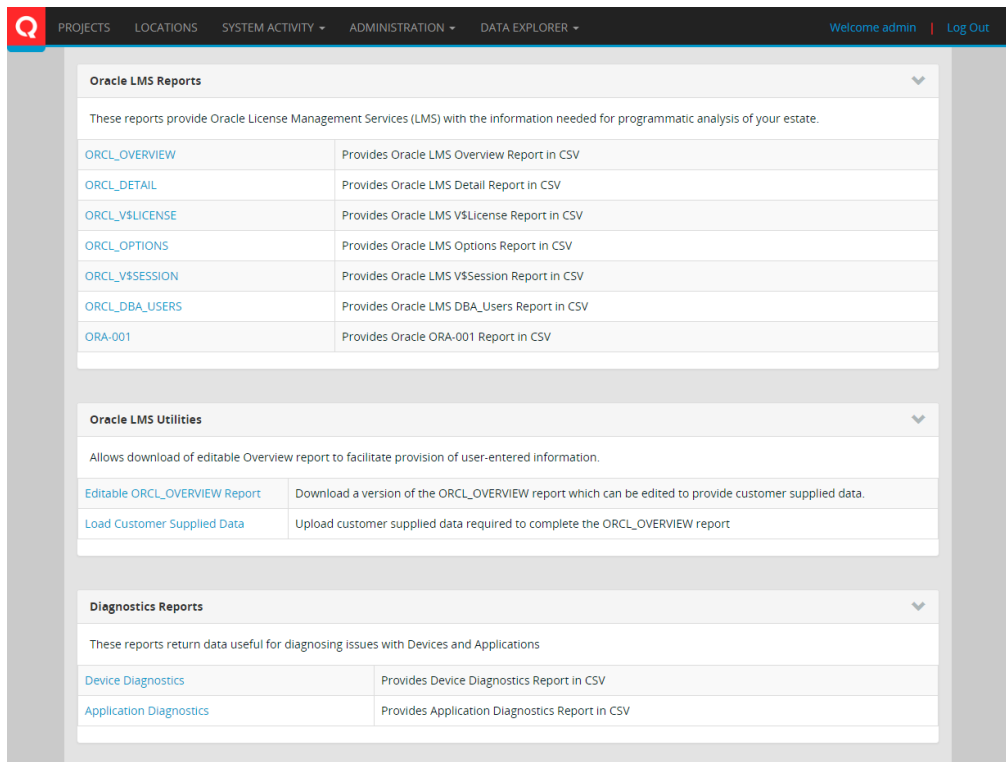 PROJECTS LOCATIONS SYSTEM ACTIVITY ADMINISTRATION DATA EXPLORER Welcome admin | Log Out
Oracle LMS Reports
These reports provide Oracle License Management Services (LMS) with the information needed for programmatic analysis of your estate.
ORCL_OVERVIEW Provides Oracle LMS Overview Report in CSV
ORCL_DETAIL Provides Oracle LMS Detail Report in CSV
ORCL_V$LICENSE Provides Oracle LMS V$License Report in CSV
ORCL_OPTIONS Provides Oracle LMS Options Report in CSV
ORCL_V$SESSION Provides Oracle LMS V$Session Report in CSV
ORCL_DBA_USERS Provides Oracle LMS DBA_Users Report in CSV
ORA-001 Provides Oracle ORA-001 Report in CSV
Oracle LMS Utilities
Allows download of editable Overview report to facilitate provision of user-entered information.
Editable ORCL_OVERVIEW Report Download a version of the ORCL_OVERVIEW report which can be edited to provide customer supplied data.
Load Customer Supplied Data Upload customer supplied data required to complete the ORCL_OVERVIEW report
Diagnostics Reports
These reports return data useful for diagnosing issues with Devices and Applications
Device Diagnostics Provides Device Diagnostics Report in CSV
Application Diagnostics Provides Application Diagnostics Report in CSV